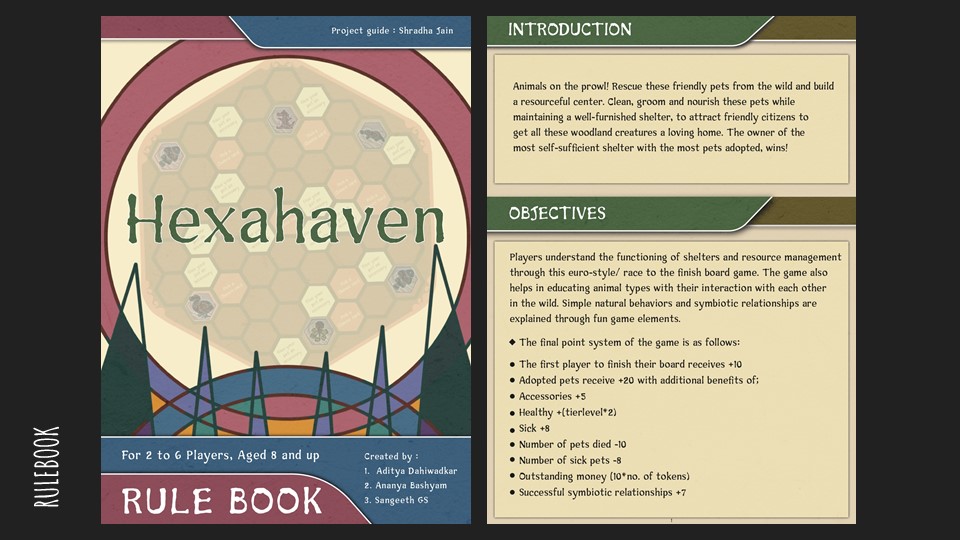 Project guide : Shradha Jain
Hexahaven
For 2 to 6 Players, Aged 8 and up
RULE BOOK
Created by :
1. Aditya Dahiwadkar
2. Ananya Bashyam
3. Sangeeth GS
RULEBOOK
INTRODUCTION
Animals on the prowl! Rescue these friendly pets from the wild and build
a resourceful center. Clean, groom and nourish these pets while
maintaining a well-furnished shelter, to attract friendly citizens to
get all these woodland creatures a loving home. The owner of the
most self-sufficient shelter with the most pets adopted, wins!
OBJECTIVES
Players understand the functioning of shelters and resource management
through this euro-style/ race to the finish board game. The game also
helps in educating animal types with their interaction with each other
in the wild. Simple natural behaviors and symbiotic relationships are
explained through fun game elements.
◆ The final point system of the game is as follows:
● The first player to finish their board receives +10
● Adopted pets receive +20 with additional benefits of;
● Accessories +5
● Healthy +(tierlevel*2)
● Sick +8
● Number of pets died -10
● Number of sick pets -8
● Outstanding money (10*no. of tokens)
● Successful symbiotic relationships +7